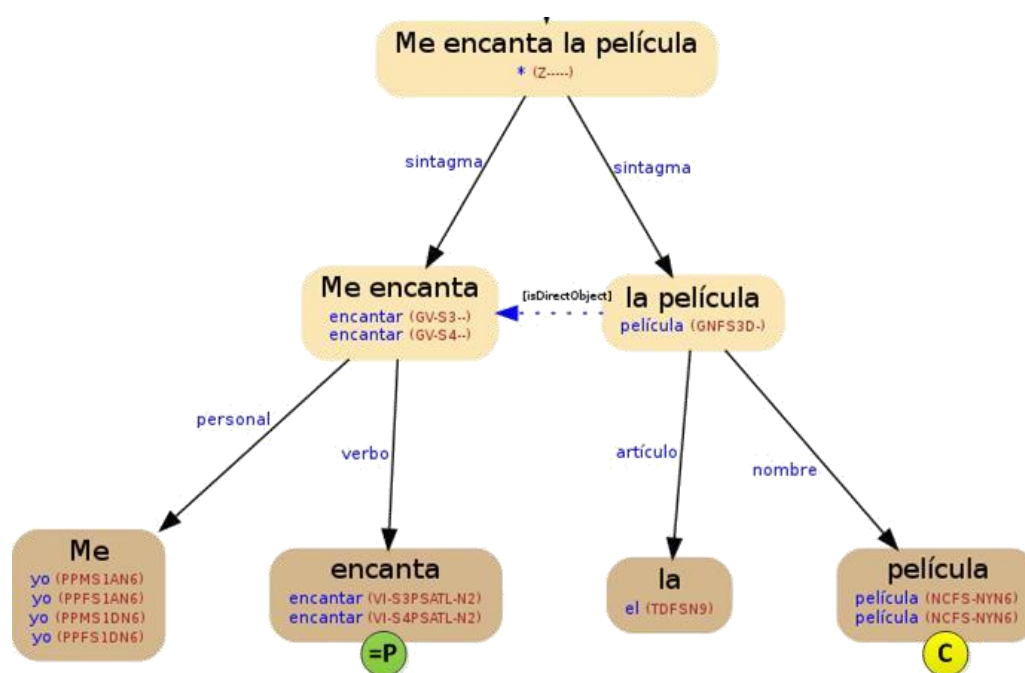 Me encanta la película
* (Z-----)
sintagma
sintagma
[isDirectObject]
Me encanta
encantar (GV-S3--)
encantar (GV-S4--)
la película
película (GNFS3D-)
personal
verbo
artículo
nombre
Me
yo (PPMS1AN6)
yo (PPFS1AN6)
yo (PPMS1DN6)
yo (PPFS1DN6)
encanta
encantar (VI-S3PSATL-N2)
encantar (VI-S4PSATL-N2)
=P
la
el (TDFSN9)
película
película (NCFS-NYN6)
película (NCFS-NYN6)
C